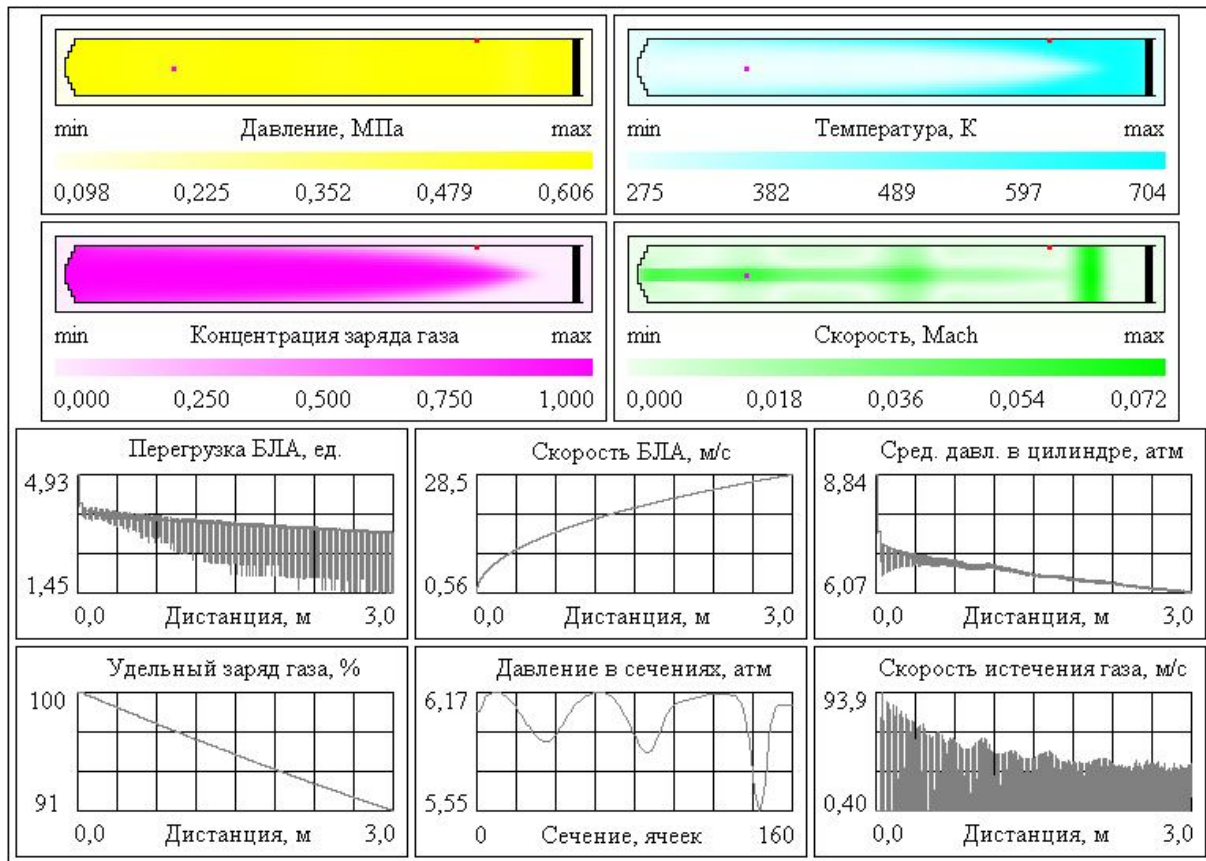 min Давление, МПа max
0,098 0,225 0,352 0,479 0,606
min Температура, К max
275 382 489 597 704
min Концентрация заряда газа max
0,000 0,250 0,500 0,750 1,000
min Скорость, Mach max
0,000 0,018 0,036 0,054 0,072
Перегрузка БЛА, ед.
4,93
1,45
0,0 Дистанция, м 3,0
Скорость БЛА, м/с
28,5
0,56
0,0 Дистанция, м 3,0
Сред. давл. в цилиндре, атм
8,84
6,07
0,0 Дистанция, м 3,0
Удельный заряд газа, %
100
91
0,0 Дистанция, м 3,0
Давление в сечениях, атм
6,17
5,55
0 Сечение, ячеек 160
Скорость истечения газа, м/с
93,9
0,40
0,0 Дистанция, м 3,0